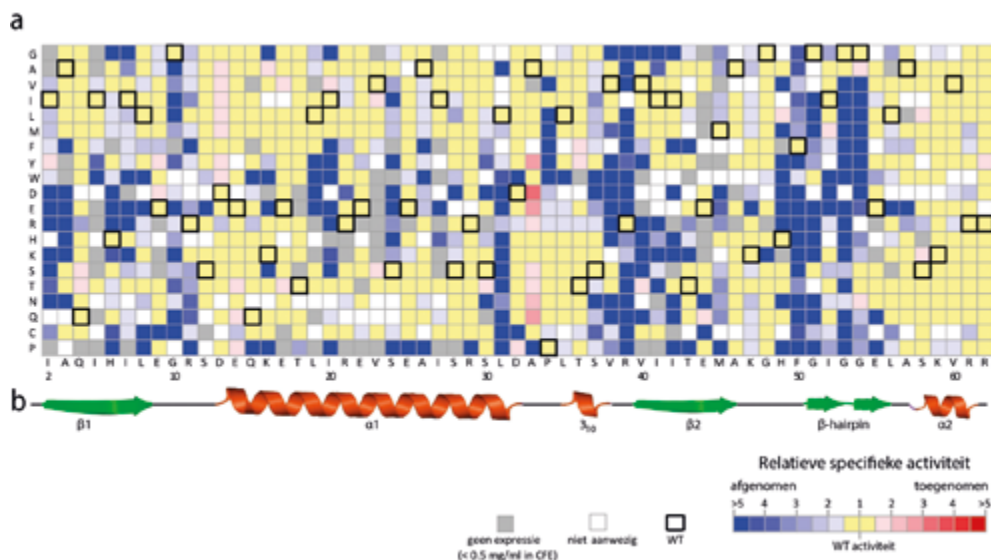 a
G
A
V
I
L
M
F
Y
W
D
E
R
H
K
S
T
N
Q
C
P
I A Q I H I L E G R S D E Q K E T L I R E V S E A I S R S L D A P L T S V R V I I T E M A K G H F G I G G E L A S K V R R
2 10 20 30 40 50 60
b
β1 α1 3₁₀ β2 β-hairpin α2
Relatieve specifieke activiteit
afgenomen toegenomen
>5 4 3 2 1 2 3 4 >5
WT activiteit
geen expressie
(< 0.5 mg/ml in CFE)
niet aanwezig
WT